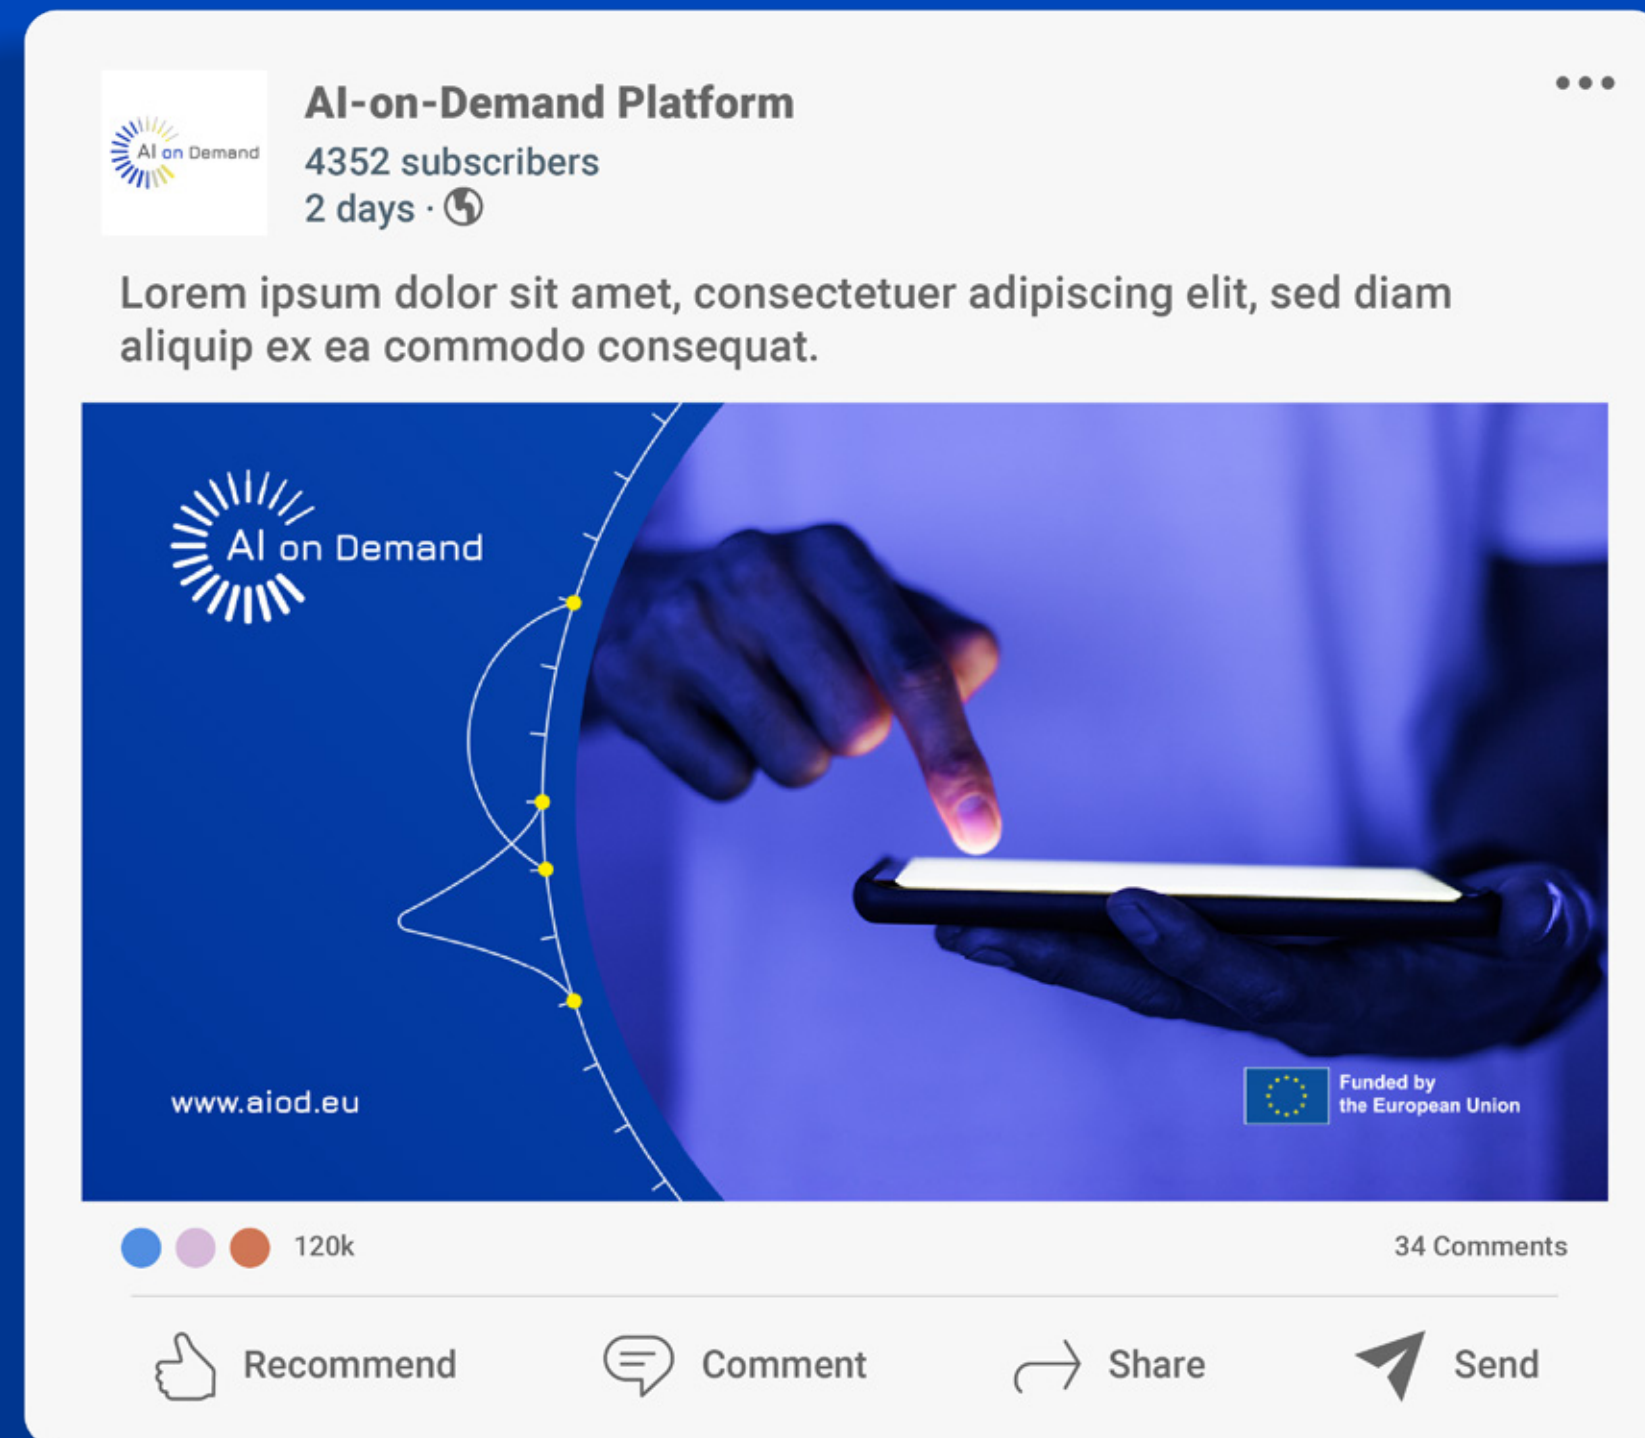 AI on Demand
AI-on-Demand Platform
4352 subscribers
2 days ·
Lorem ipsum dolor sit amet, consectetuer adipiscing elit, sed diam
aliquip ex ea commodo consequat.
AI on Demand
www.aiod.eu
Funded by
the European Union
120k
34 Comments
Recommend
Comment
Share
Send